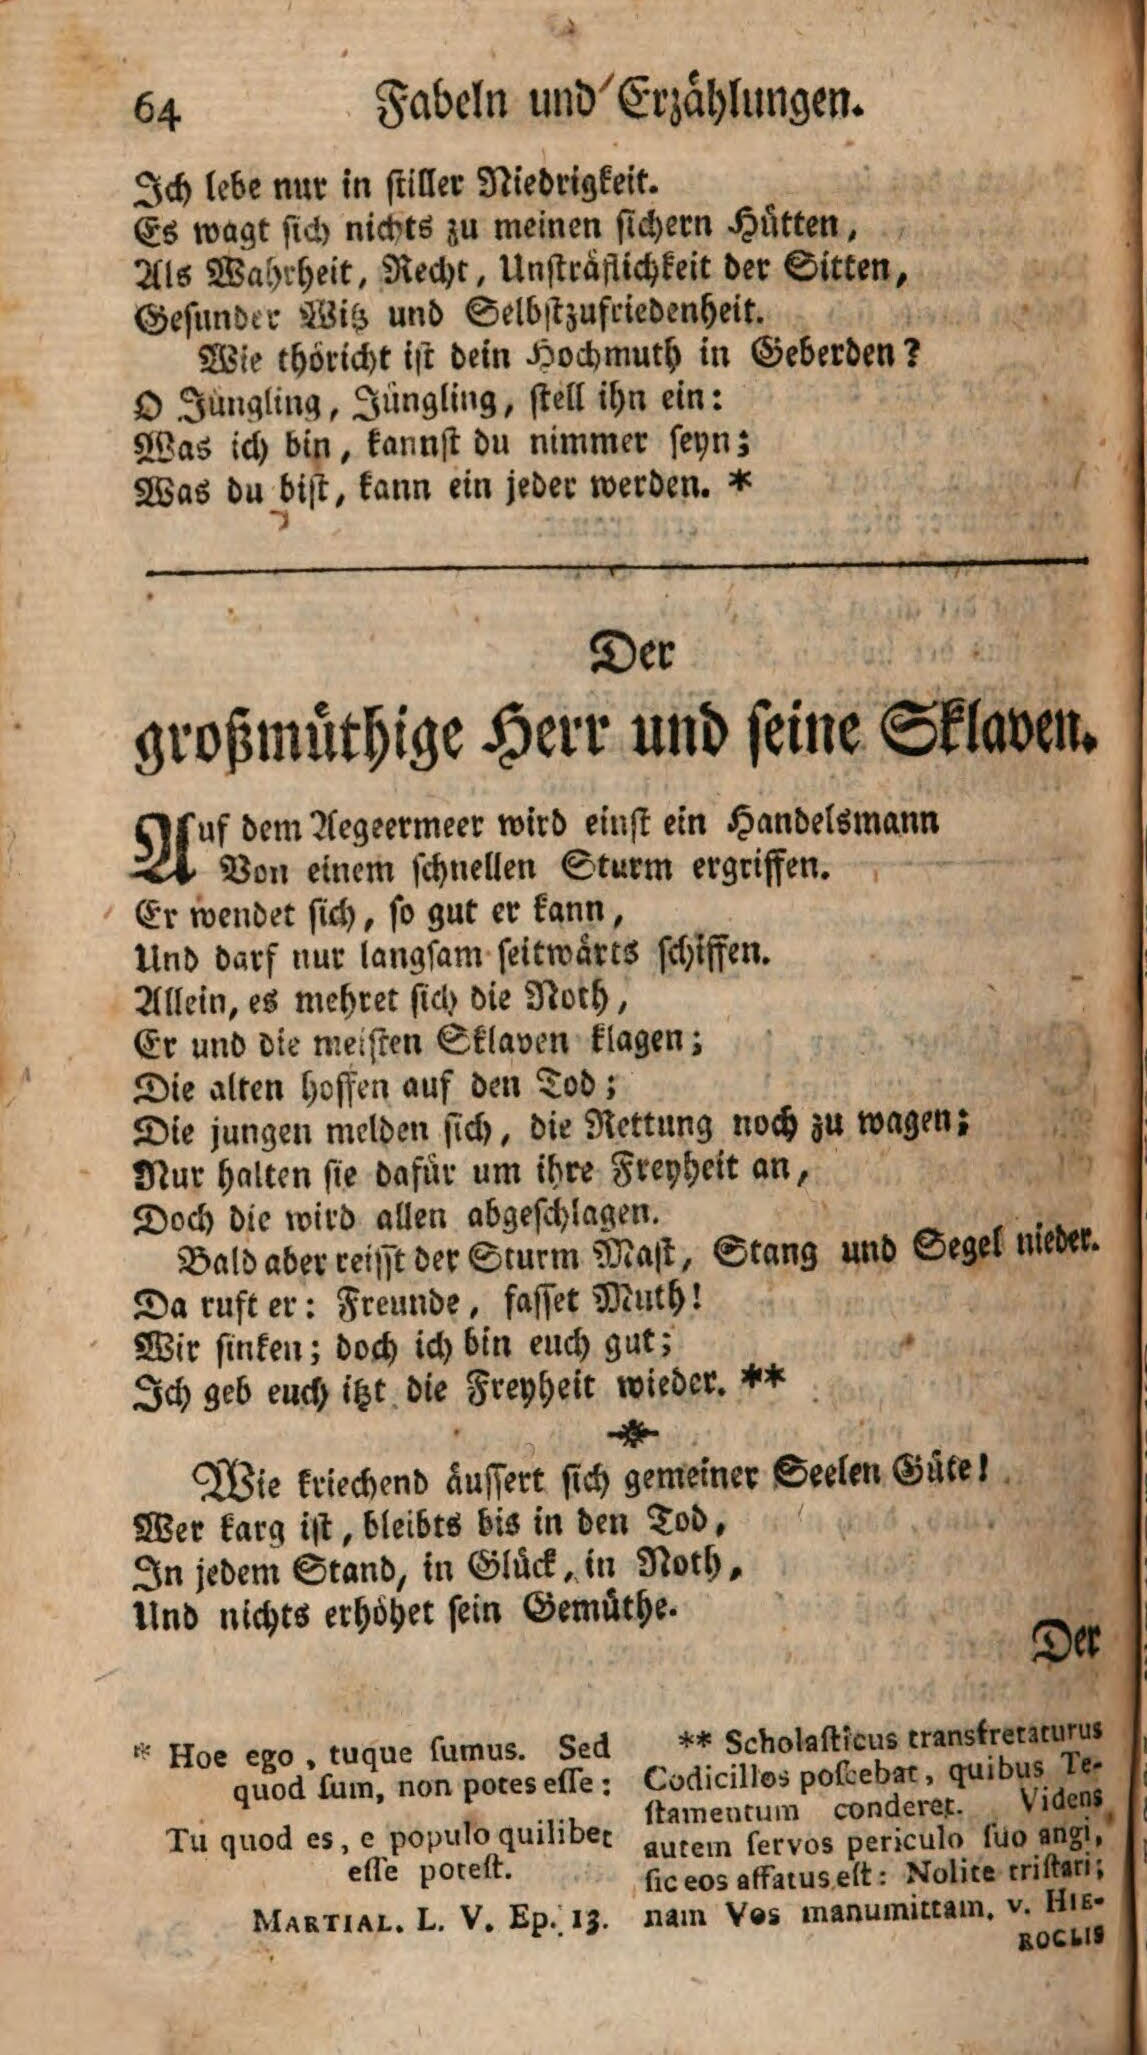 64 Fabeln und Erzählungen.
Ich lebe nur in stiller Niedrigkeit.
Es wagt sich nichts zu meinen sichern Hütten,
Als Wahrheit, Recht, Unsträflichkeit der Sitten,
Gesunder Witz und Selbstzufriedenheit.
Wie thöricht ist dein Hochmuth in Geberden?
O Jüngling, Jüngling, stell ihn ein:
Was ich bin, kannst du nimmer seyn;
Was du bist, kann ein jeder werden. *
Der
großmüthige Herr und seine Sklaven.
Auf dem Aegeermeer wird einst ein Handelsmann
Von einem schnellen Sturm ergriffen.
Er wendet sich, so gut er kann,
Und darf nur langsam seitwärts schiffen.
Allein, es mehret sich die Noth,
Er und die meisten Sklaven klagen;
Die alten hoffen auf den Tod;
Die jungen melden sich, die Rettung noch zu wagen;
Nur halten sie dafür um ihre Freyheit an,
Doch die wird allen abgeschlagen.
Bald aber reisst der Sturm Mast, Stang und Segel nieder.
Da ruft er: Freunde, fasset Muth!
Wir sinken; doch ich bin euch gut;
Ich geb euch itzt die Freyheit wieder. **
Wie kriechend äussert sich gemeiner Seelen Güte!
Wer karg ist, bleibts bis in den Tod,
In jedem Stand, in Glück, in Noth,
Und nichts erhöhet sein Gemüthe.
Der
* Hoe ego, tuque ſumus. Sed
quod ſum, non potes eſſe:
Tu quod es, e populo quilibet
eſſe poteſt.
MARTIAL. L. V. Ep. 13.
** Scholaſticus transfretaturus
Codicillos poſcebat, quibus Te-
ſtamentum conderet. Videns
autem ſervos periculo ſuo angi,
ſic eos affatus eſt: Nolite triſtari;
nam Vos manumittam. v. HIE-
ROCLIS